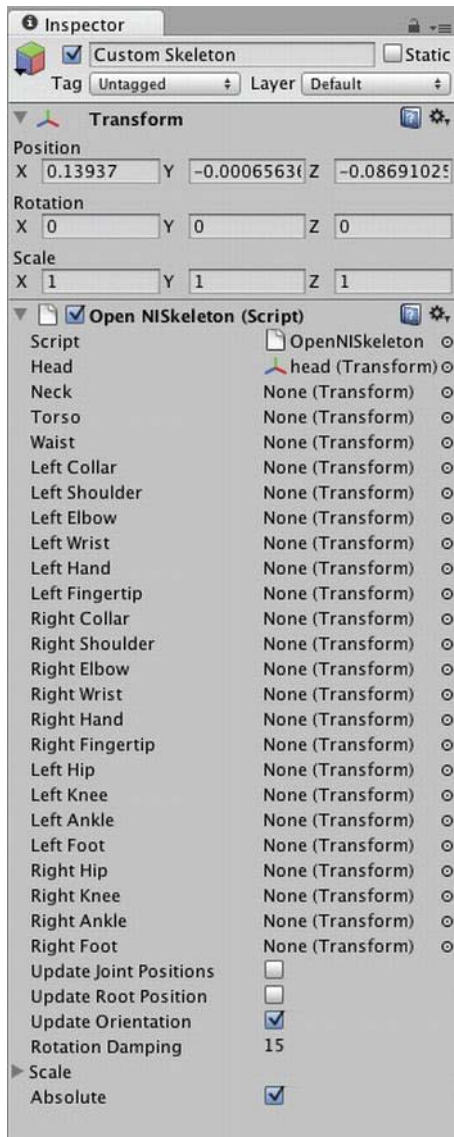 Inspector
Custom Skeleton Static
Tag Untagged Layer Default
Transform
Position
X 0.13937 Y -0.00065636 Z -0.08691025
Rotation
X 0 Y 0 Z 0
Scale
X 1 Y 1 Z 1
Open NISkeleton (Script)
Script OpenNISkeleton
Head head (Transform)
Neck None (Transform)
Torso None (Transform)
Waist None (Transform)
Left Collar None (Transform)
Left Shoulder None (Transform)
Left Elbow None (Transform)
Left Wrist None (Transform)
Left Hand None (Transform)
Left Fingertip None (Transform)
Right Collar None (Transform)
Right Shoulder None (Transform)
Right Elbow None (Transform)
Right Wrist None (Transform)
Right Hand None (Transform)
Right Fingertip None (Transform)
Left Hip None (Transform)
Left Knee None (Transform)
Left Ankle None (Transform)
Left Foot None (Transform)
Right Hip None (Transform)
Right Knee None (Transform)
Right Ankle None (Transform)
Right Foot None (Transform)
Update Joint Positions
Update Root Position
Update Orientation
Rotation Damping 15
Scale
Absolute